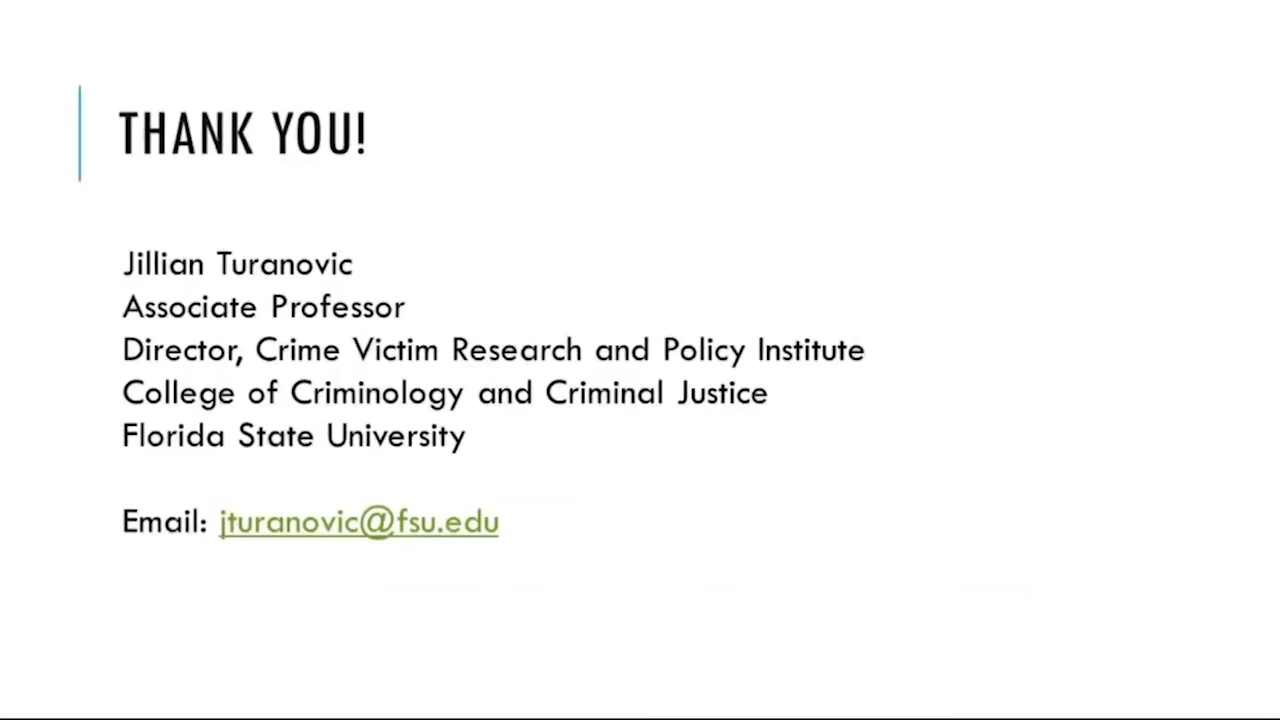 THANK YOU!
Jillian Turanovic
Associate Professor
Director, Crime Victim Research and Policy Institute
College of Criminology and Criminal Justice
Florida State University
Email: jturanovic@fsu.edu